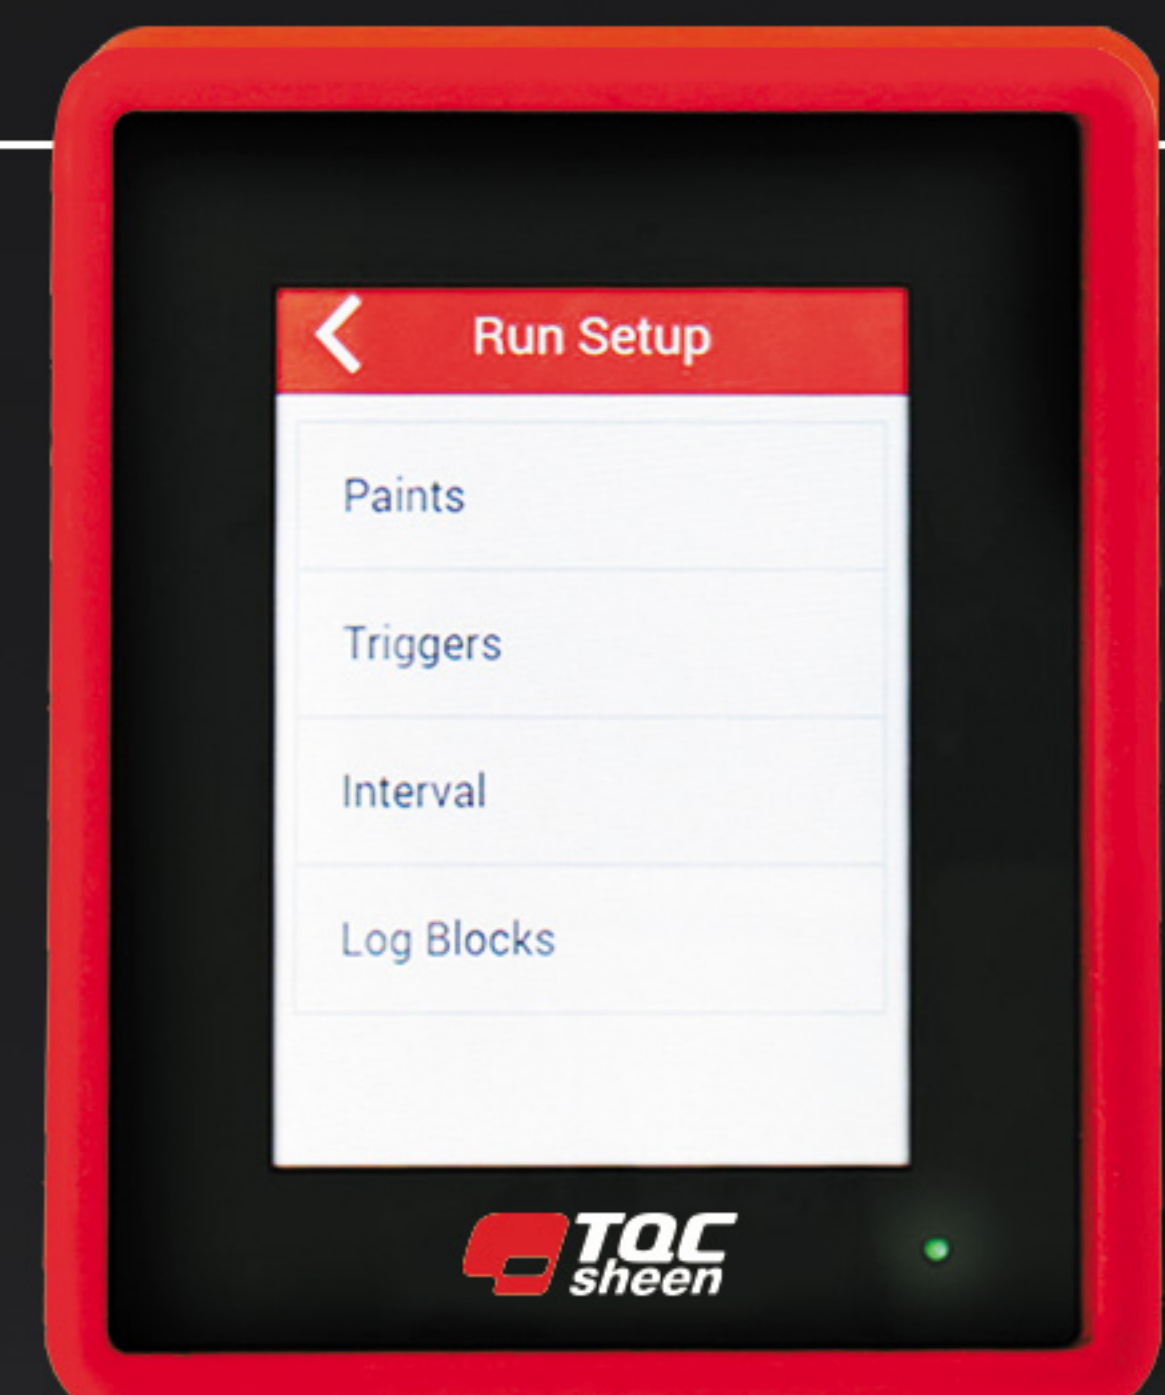 Run Setup
Paints
Triggers
Interval
Log Blocks
TQC
sheen